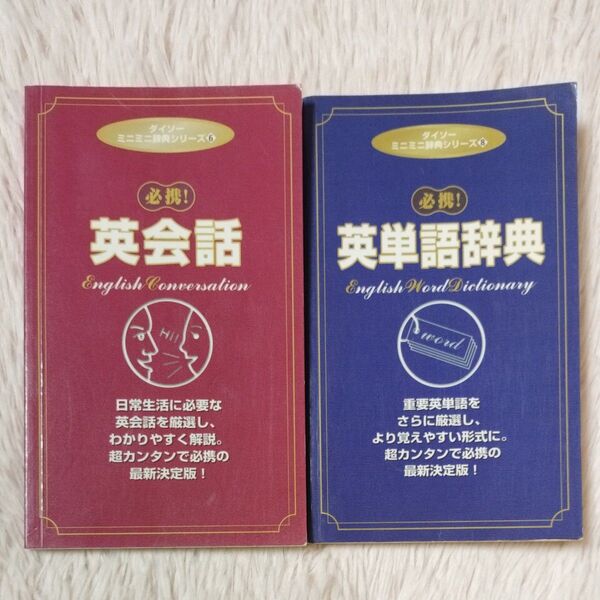 ダイソー
ミニミニ辞典シリーズ6
必携!
英会話
English Conversation
HI!
日常生活に必要な
英会話を厳選し、
わかりやすく解説。
超カンタンで必携の
最新決定版！
ダイソー
ミニミニ辞典シリーズ8
必携!
英単語辞典
English Word Dictionary
word
重要英単語を
さらに厳選し、
より覚えやすい形式に。
超カンタンで必携の
最新決定版！